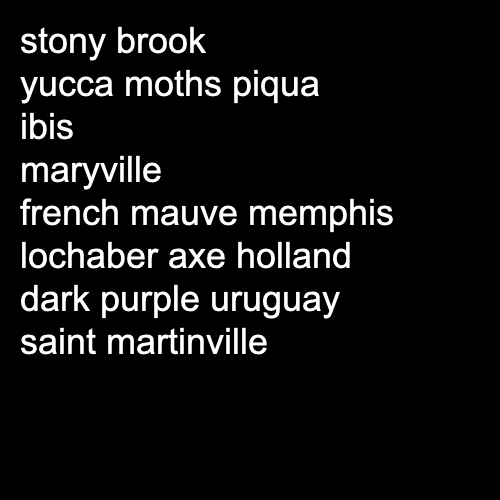 stony brook
yucca moths piqua
ibis
maryville
french mauve memphis
lochaber axe holland
dark purple uruguay
saint martinville